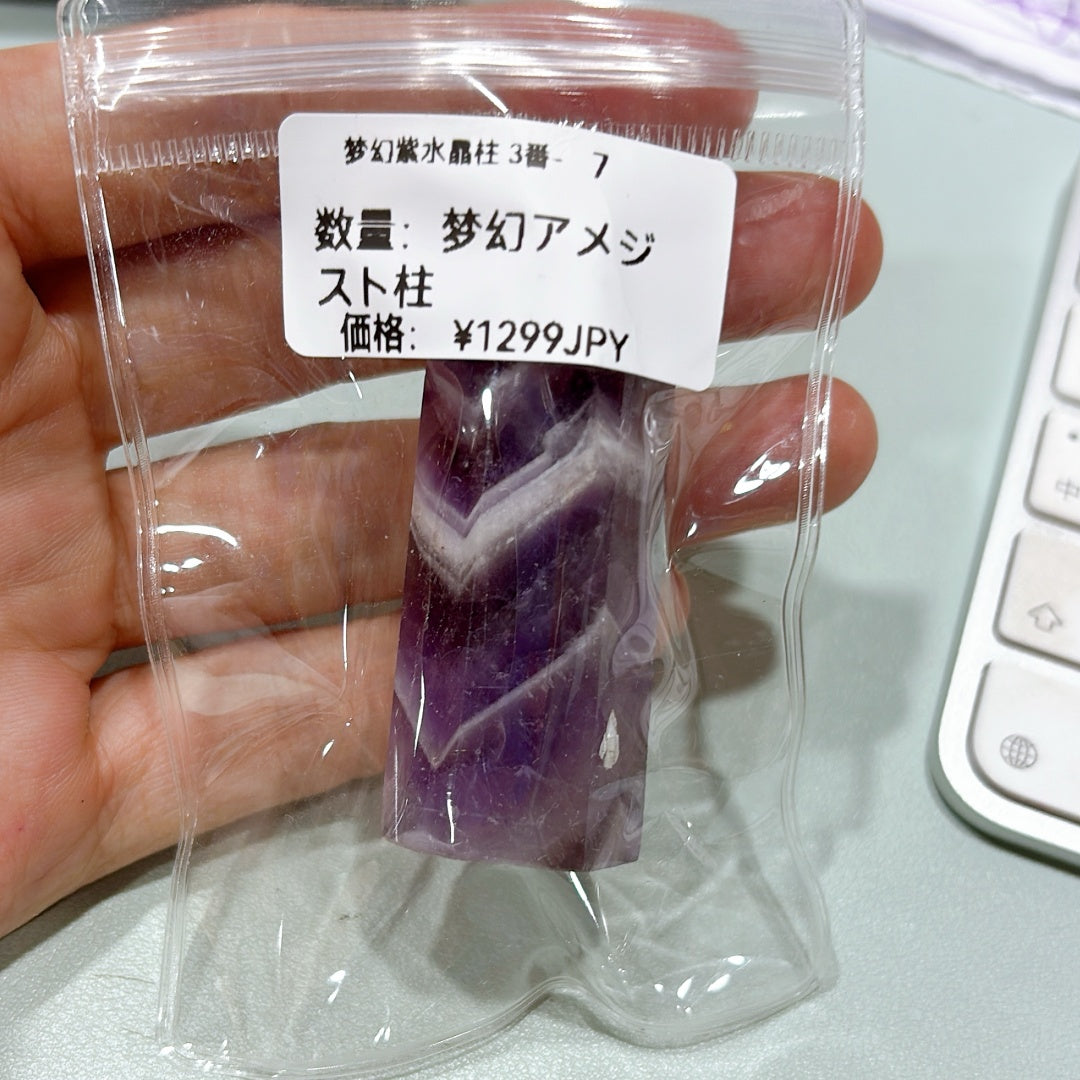 梦幻紫水晶柱 3番- 7
数量: 梦幻アメジ
スト柱
価格: ¥1299JPY
中